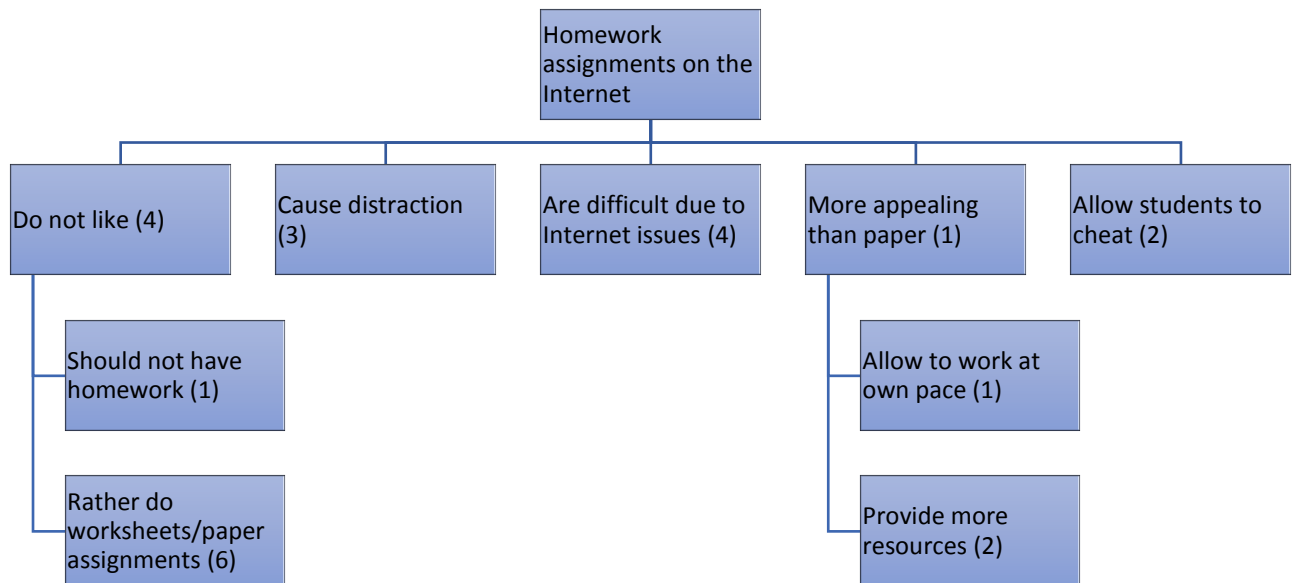 Homework
assignments on the
Internet
Do not like (4)
Cause distraction
(3)
Are difficult due to
Internet issues (4)
More appealing
than paper (1)
Allow students to
cheat (2)
Should not have
homework (1)
Rather do
worksheets/paper
assignments (6)
Allow to work at
own pace (1)
Provide more
resources (2)